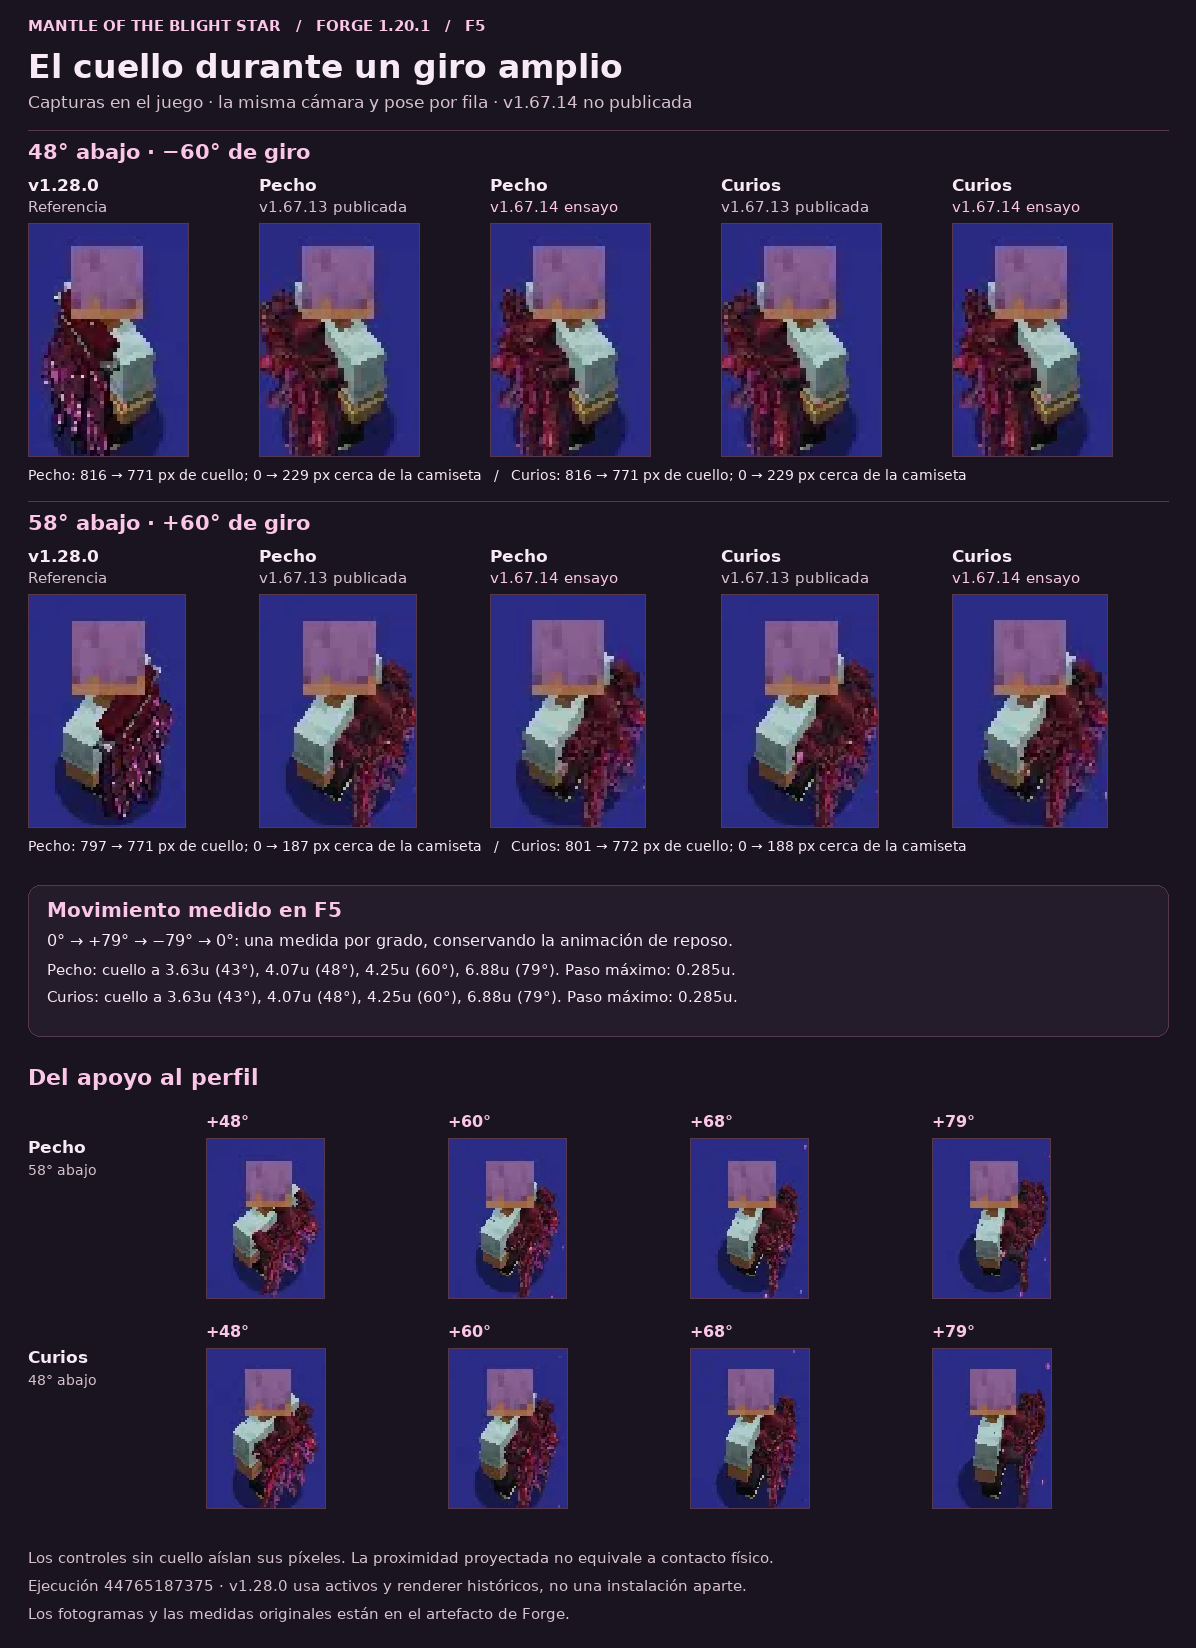 MANTLE OF THE BLIGHT STAR / FORGE 1.20.1 / F5
El cuello durante un giro amplio
Capturas en el juego · la misma cámara y pose por fila · v1.67.14 no publicada
48° abajo · −60° de giro
v1.28.0 Pecho Pecho Curios Curios
Referencia v1.67.13 publicada v1.67.14 ensayo v1.67.13 publicada v1.67.14 ensayo
Pecho: 816 → 771 px de cuello; 0 → 229 px cerca de la camiseta / Curios: 816 → 771 px de cuello; 0 → 229 px cerca de la camiseta
58° abajo · +60° de giro
v1.28.0 Pecho Pecho Curios Curios
Referencia v1.67.13 publicada v1.67.14 ensayo v1.67.13 publicada v1.67.14 ensayo
Pecho: 797 → 771 px de cuello; 0 → 187 px cerca de la camiseta / Curios: 801 → 772 px de cuello; 0 → 188 px cerca de la camiseta
Movimiento medido en F5
0° → +79° → −79° → 0°: una medida por grado, conservando la animación de reposo.
Pecho: cuello a 3.63u (43°), 4.07u (48°), 4.25u (60°), 6.88u (79°). Paso máximo: 0.285u.
Curios: cuello a 3.63u (43°), 4.07u (48°), 4.25u (60°), 6.88u (79°). Paso máximo: 0.285u.
Del apoyo al perfil
+48° +60° +68° +79°
Pecho
58° abajo
+48° +60° +68° +79°
Curios
48° abajo
Los controles sin cuello aíslan sus píxeles. La proximidad proyectada no equivale a contacto físico.
Ejecución 44765187375 · v1.28.0 usa activos y renderer históricos, no una instalación aparte.
Los fotogramas y las medidas originales están en el artefacto de Forge.